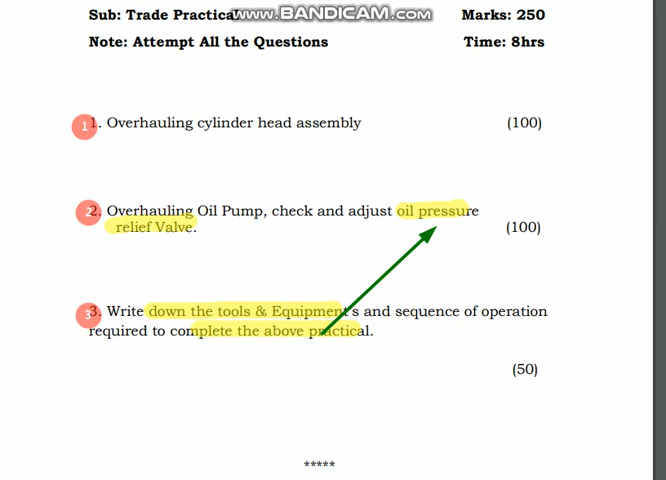 Sub: Trade Practical www.BANDICAM.com Marks: 250
Note: Attempt All the Questions Time: 8hrs
1. Overhauling cylinder head assembly (100)
2. Overhauling Oil Pump, check and adjust oil pressure
relief Valve. (100)
3. Write down the tools & Equipment's and sequence of operation
required to complete the above practical.
(50)
*****